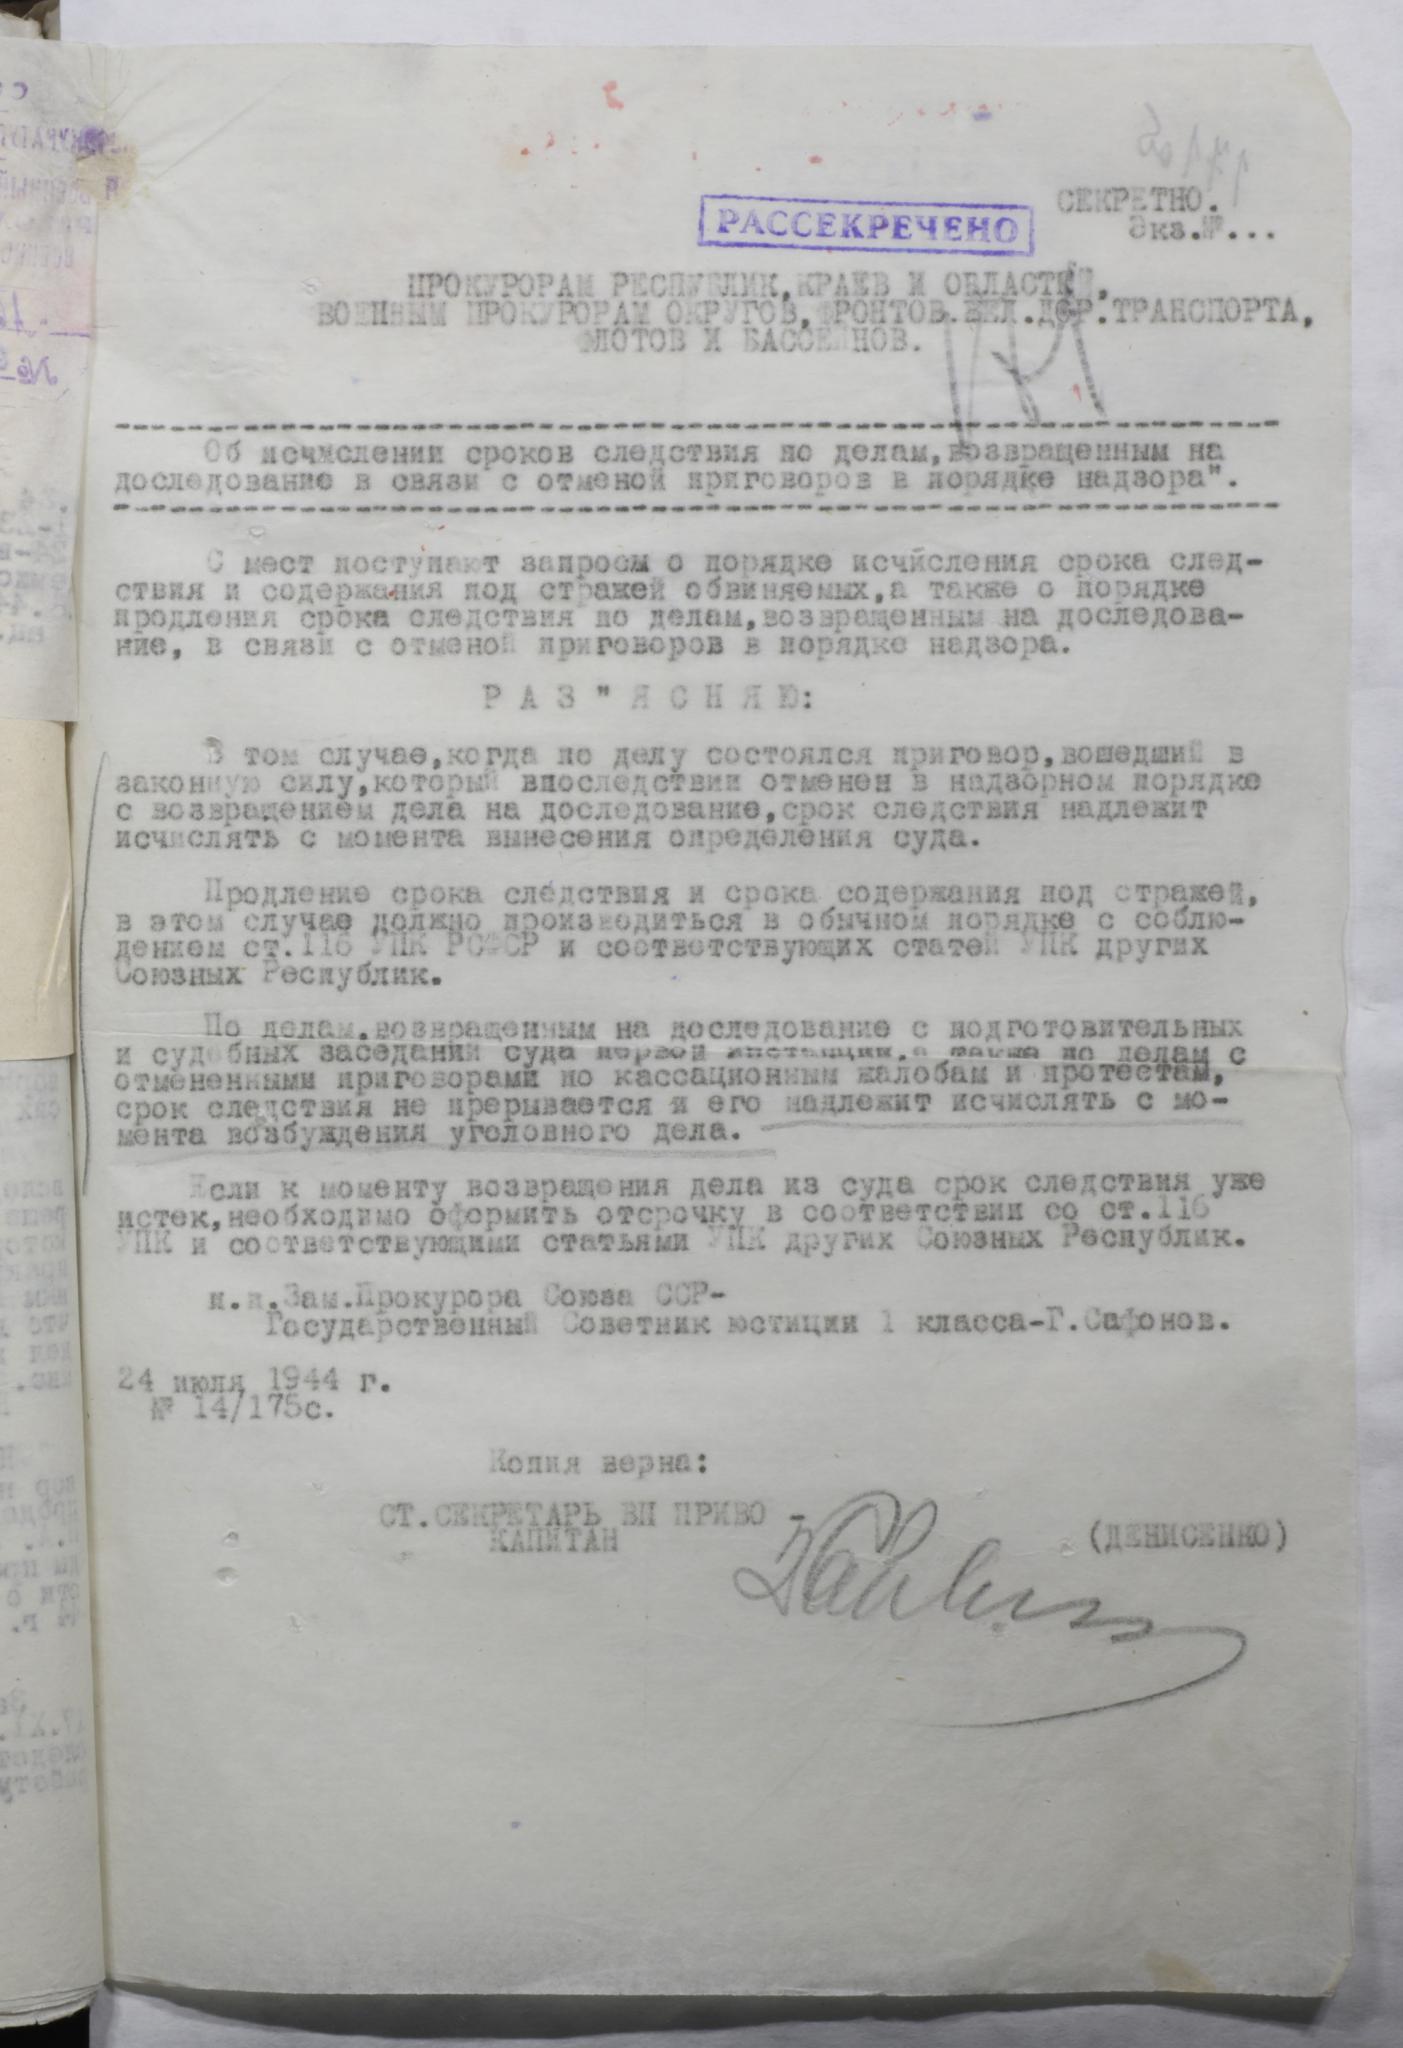 СЕКРЕТНО.
РАССЕКРЕЧЕНО
Экз.№...
ПРОКУРОРАМ РЕСПУБЛИК,КРАЕВ И ОБЛАСТЕЙ,
ВОЕННЫМ ПРОКУРОРАМ ОКРУГОВ,ФРОНТОВ.ЖЕЛ.ДОР.ТРАНСПОРТА,
ФЛОТОВ И БАССЕЙНОВ.
Об исчислении сроков следствия по делам,возвращенным на
доследование в связи с отменой приговоров в порядке надзора".
С мест поступают запросы о порядке исчисления срока след-
ствия и содержания под стражей обвиняемых,а также о порядке
продления срока следствия по делам,возвращенным на доследова-
ние, в связи с отменой приговоров в порядке надзора.
Р А З " Я С Н Я Ю:
В том случае,когда по делу состоялся приговор,вошедший в
законную силу,который впоследствии отменен в надзорном порядке
с возвращением дела на доследование,срок следствия надлежит
исчислять с момента вынесения определения суда.
Продление срока следствия и срока содержания под стражей,
в этом случае должно производиться в обычном порядке с соблю-
дением ст.116 УПК РСФСР и соответствующих статей УПК других
Союзных Республик.
По делам,возвращенным на доследование с подготовительных
и судебных заседаний суда первой инстанции,а также по делам с
отмененными приговорами по кассационным жалобам и протестам,
срок следствия не прерывается и его надлежит исчислять с мо-
мента возбуждения уголовного дела.
Если к моменту возвращения дела из суда срок следствия уже
истек,необходимо оформить отсрочку в соответствии со ст.116
УПК и соответствующими статьями УПК других Союзных Республик.
п.п.Зам.Прокурора Союза ССР-
Государственный Советник юстиции 1 класса-Г.Сафонов.
24 июля 1944 г.
№ 14/175с.
Копия верна:
СТ.СЕКРЕТАРЬ ВП ПРИВО -
КАПИТАН
(ДЕНИСЕНКО)